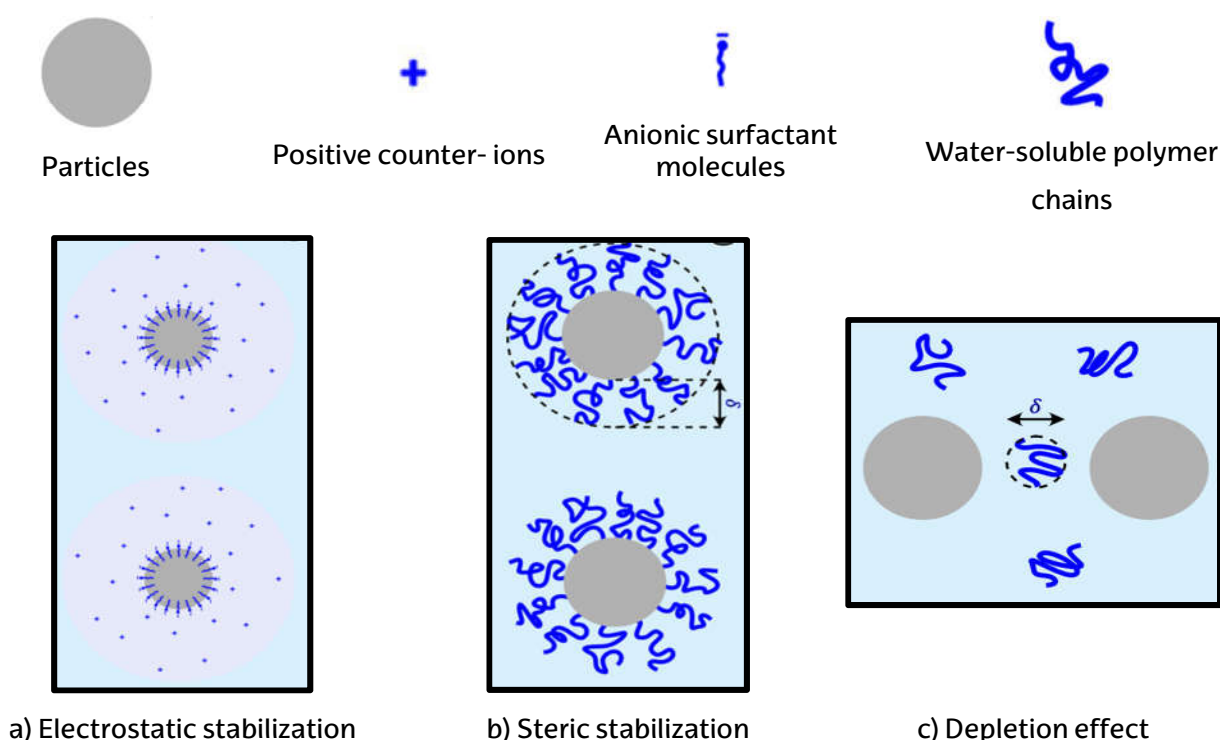 Particles
Positive counter- ions
Anionic surfactant
molecules
Water-soluble polymer
chains
δ
δ
a) Electrostatic stabilization
b) Steric stabilization
c) Depletion effect